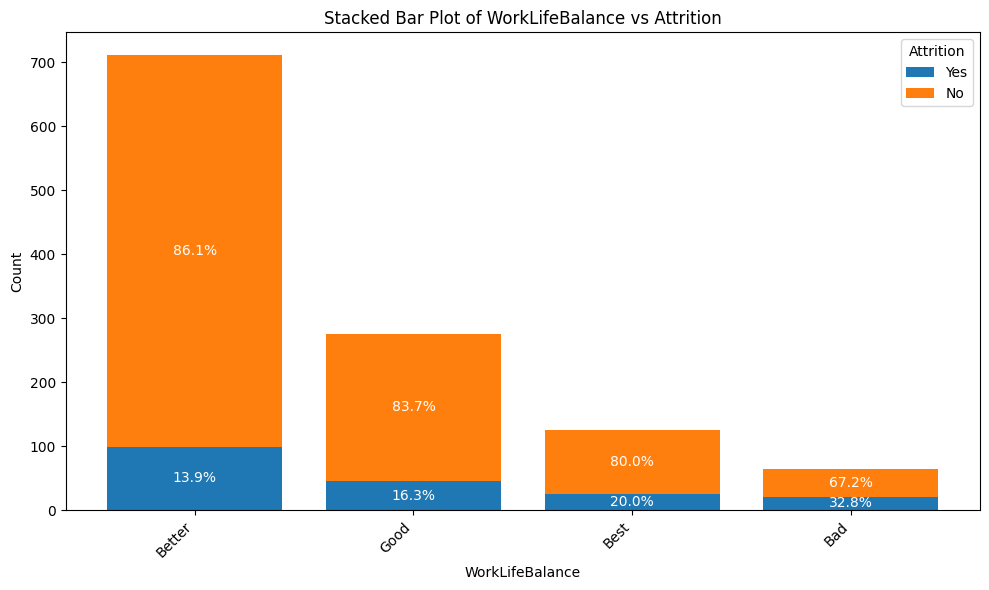 Stacked Bar Plot of WorkLifeBalance vs Attrition
Attrition
Yes
No
700
600
500
400
300
200
100
0
Count
86.1%
13.9%
83.7%
16.3%
80.0%
20.0%
67.2%
32.8%
Better
Good
Best
Bad
WorkLifeBalance